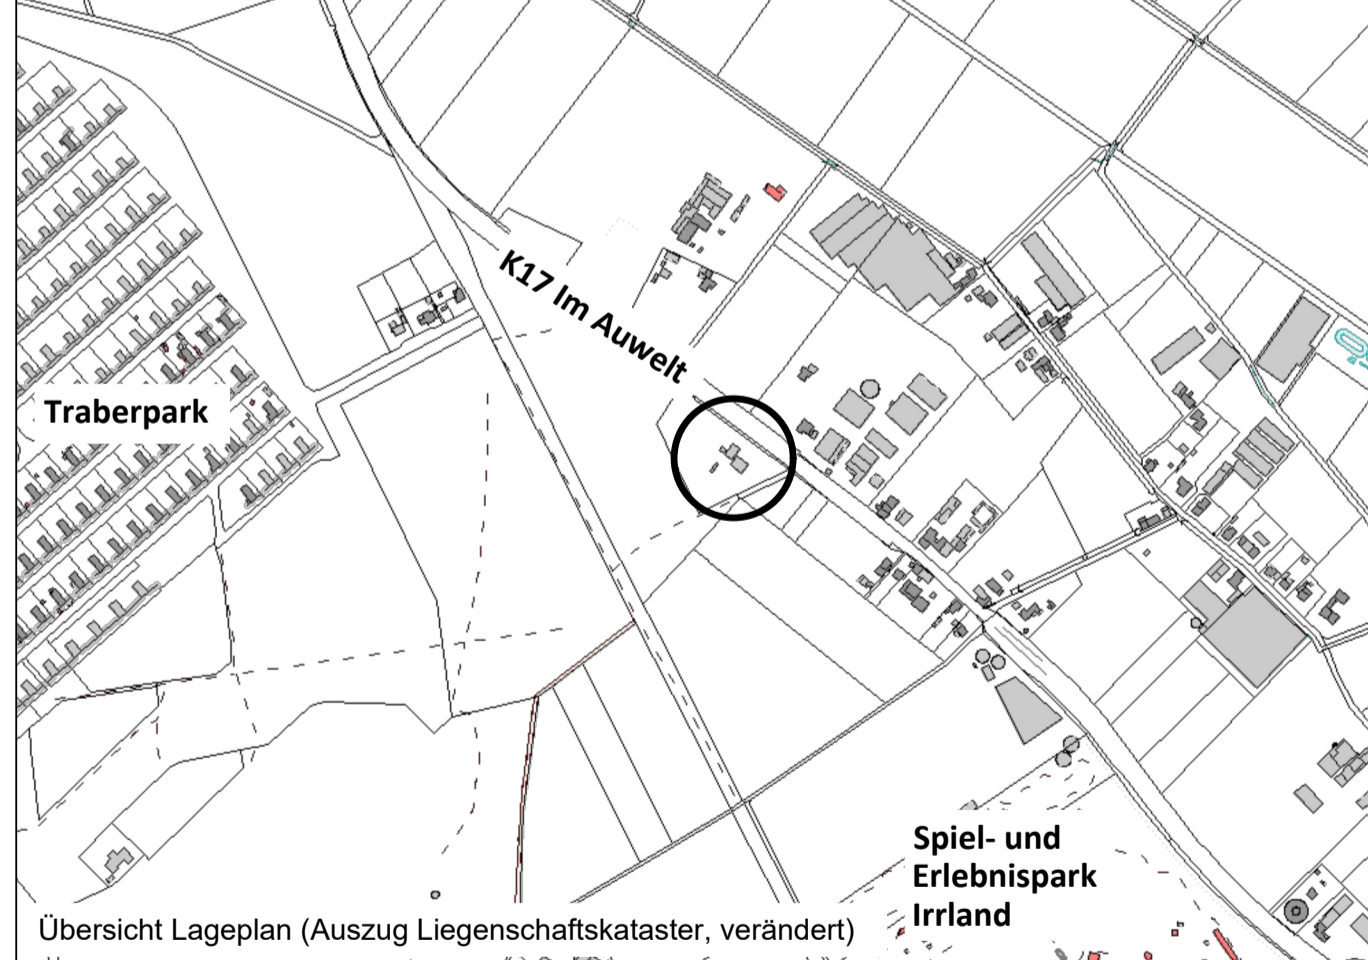 K17 Im Auwelt
Traberpark
Spiel- und
Erlebnispark
Irrland
Übersicht Lageplan (Auszug Liegenschaftskataster, verändert)